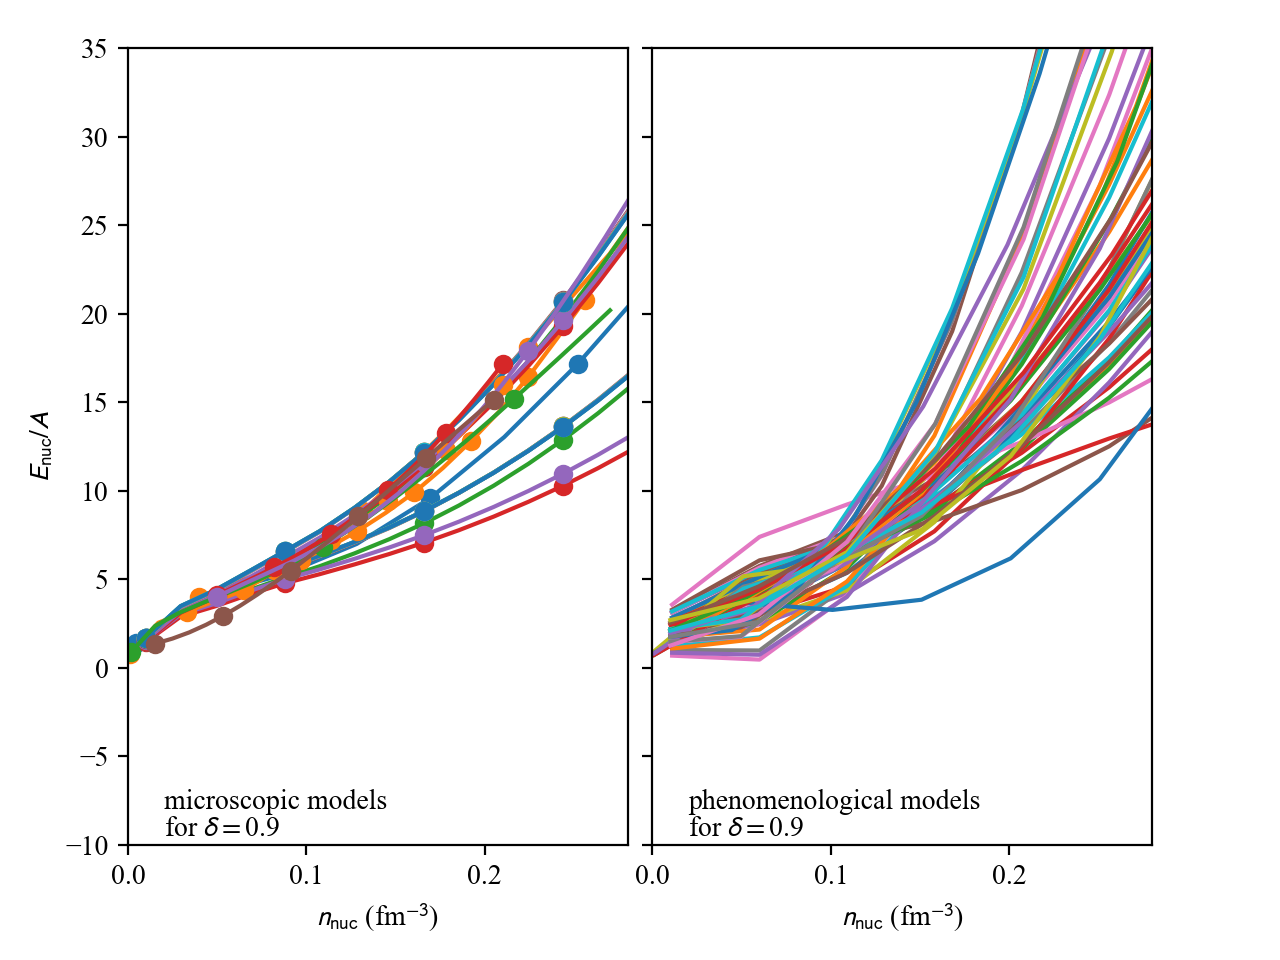 35
30
25
20
15
10
5
0
−5
−10
E_nuc/A
microscopic models
for δ = 0.9
phenomenological models
for δ = 0.9
0.0 0.1 0.2
0.0 0.1 0.2
n_nuc (fm⁻³)
n_nuc (fm⁻³)